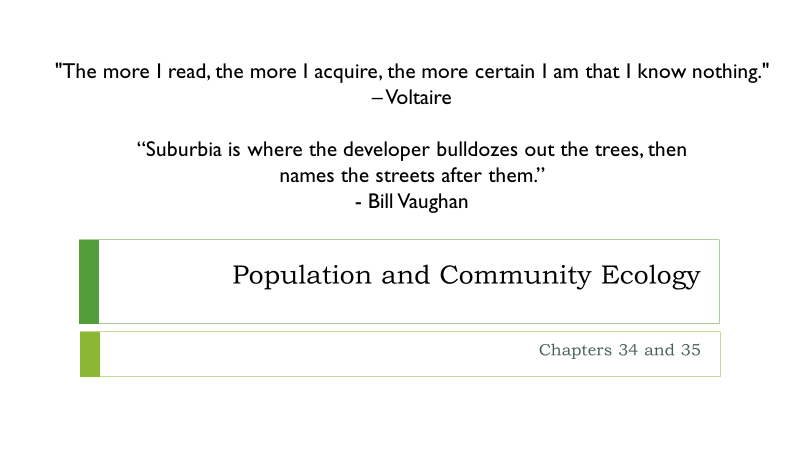 "The more I read, the more I acquire, the more certain I am that I know nothing."
– Voltaire
“Suburbia is where the developer bulldozes out the trees, then
names the streets after them.”
- Bill Vaughan
Population and Community Ecology
Chapters 34 and 35